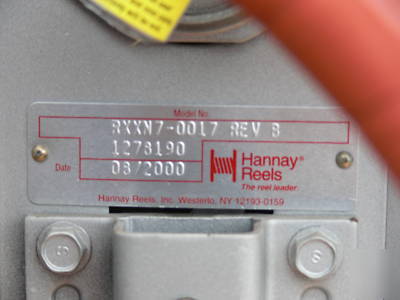 Model No.
RXXN7-0017 REV B
1278190
Date 08/2000
Hannay®
Reels
The reel leader.
Hannay Reels, Inc. Westerlo, NY 12193-0159